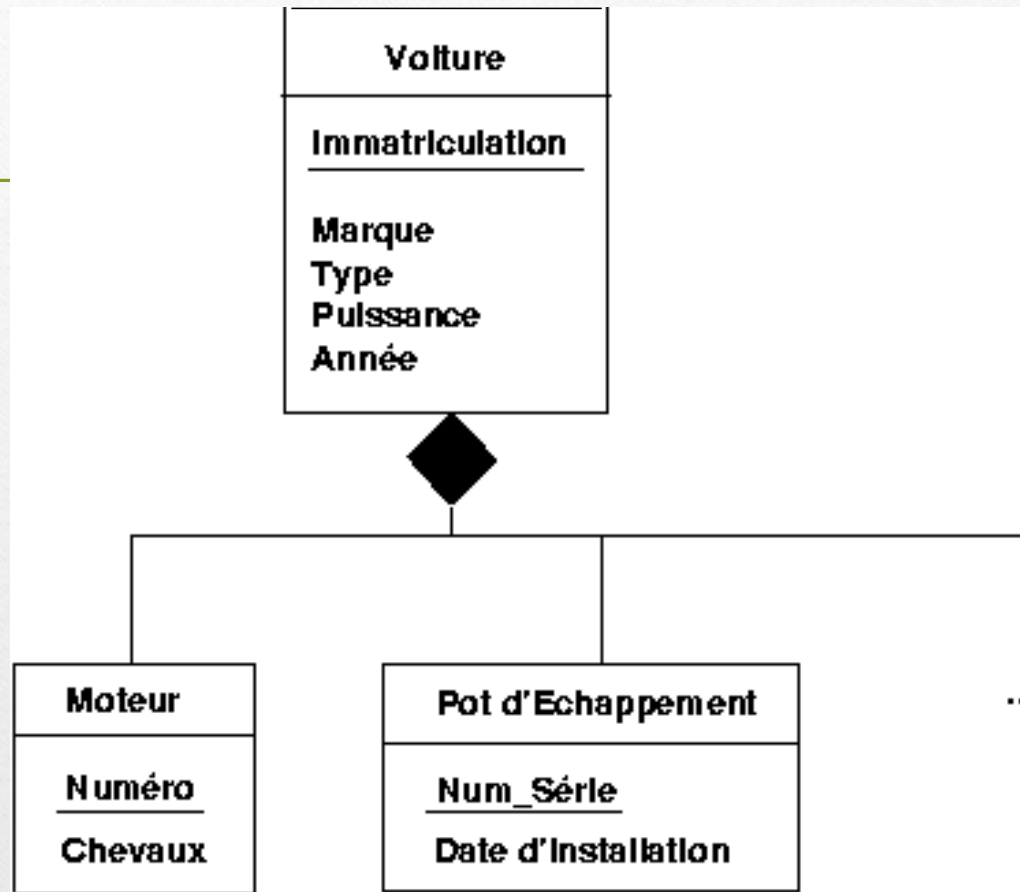 Voiture
Immatriculation
Marque
Type
Puissance
Année
Moteur
Numéro
Chevaux
Pot d'Echappement
Num_Série
Date d'Installation
..